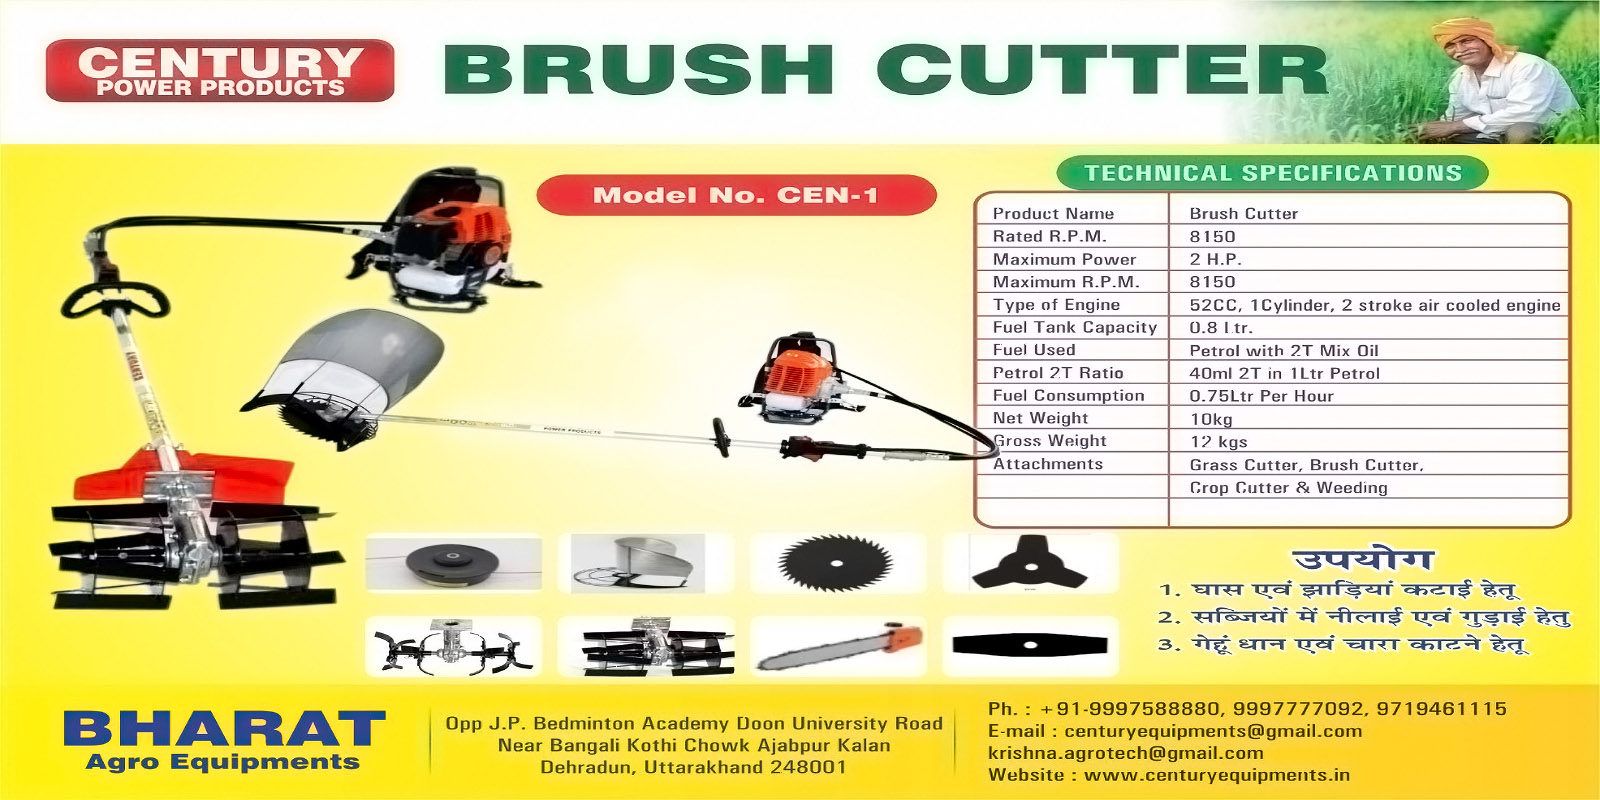 CENTURY
POWER PRODUCTS
BRUSH CUTTER
Model No. CEN-1
TECHNICAL SPECIFICATIONS
Product Name Brush Cutter
Rated R.P.M. 8150
Maximum Power 2 H.P.
Maximum R.P.M. 8150
Type of Engine 52CC, 1Cylinder, 2 stroke air cooled engine
Fuel Tank Capacity 0.8 Ltr.
Fuel Used Petrol with 2T Mix Oil
Petrol 2T Ratio 40ml 2T in 1Ltr Petrol
Fuel Consumption 0.75Ltr Per Hour
Net Weight 10kg
Gross Weight 12 kgs
Attachments Grass Cutter, Brush Cutter,
Crop Cutter & Weeding
POWER PRODUCTS
उपयोग
1. घास एवं झाड़ियां कटाई हेतू
2. सब्जियों में नीलाई एवं गुड़ाई हेतु
3. गेहूं धान एवं चारा काटने हेतू
BHARAT
Agro Equipments
Opp J.P. Bedminton Academy Doon University Road
Near Bangali Kothi Chowk Ajabpur Kalan
Dehradun, Uttarakhand 248001
Ph. : +91-9997588880, 9997777092, 9719461115
E-mail : centuryequipments@gmail.com
krishna.agrotech@gmail.com
Website : www.centuryequipments.in